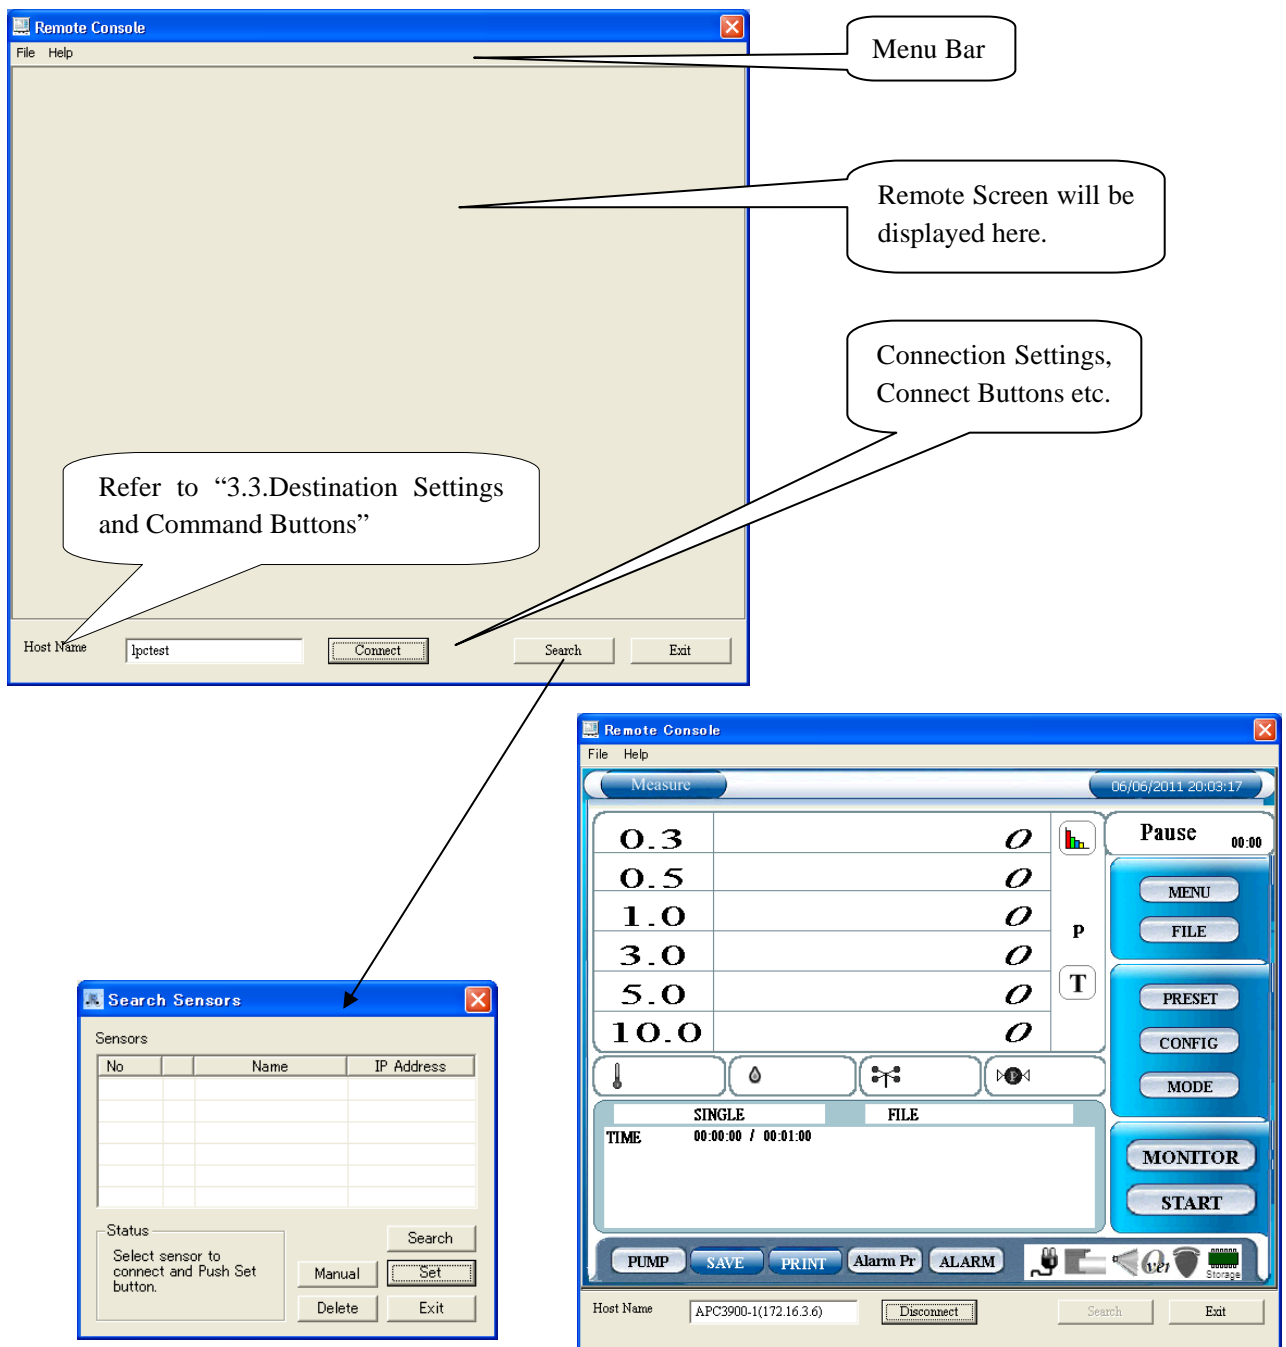 Remote Console
File Help
Menu Bar
Remote Screen will be
displayed here.
Connection Settings,
Connect Buttons etc.
Refer to “3.3.Destination Settings
and Command Buttons”
Host Name lpctest Connect Search Exit
Search Sensors
Sensors
No Name IP Address
Status
Select sensor to
connect and Push Set
button.
Search
Manual Set
Delete Exit
Remote Console
File Help
Measure 06/06/2011 20:03:17
0.3 0
0.5 0
1.0 0
3.0 0
5.0 0
10.0 0
P
T
Pause 00:00
MENU
FILE
PRESET
CONFIG
MODE
MONITOR
START
P
SINGLE FILE
TIME 00:00:00 / 00:01:00
PUMP SAVE PRINT Alarm Pr ALARM Over Storage
Host Name APC3900-1(172.16.3.6) Disconnect Search Exit